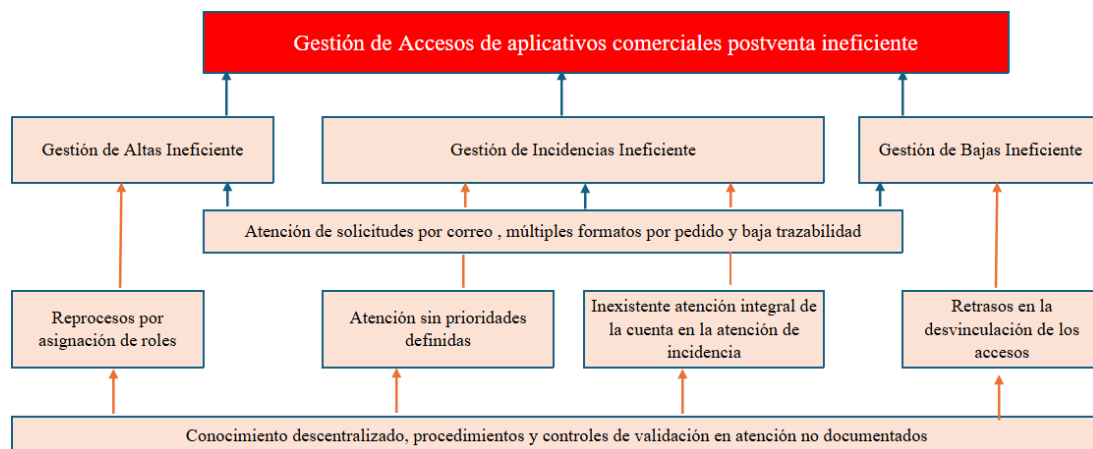 Gestión de Accesos de aplicativos comerciales postventa ineficiente
Gestión de Altas Ineficiente
Gestión de Incidencias Ineficiente
Gestión de Bajas Ineficiente
Atención de solicitudes por correo , múltiples formatos por pedido y baja trazabilidad
Reprocesos por
asignación de roles
Atención sin prioridades
definidas
Inexistente atención integral de
la cuenta en la atención de
incidencia
Retrasos en la
desvinculación de los
accesos
Conocimiento descentralizado, procedimientos y controles de validación en atención no documentados